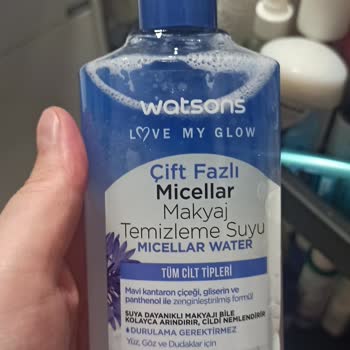 watsons
LOVE MY GLOW
Çift Fazlı
Micellar
Makyaj
Temizleme Suyu
MICELLAR WATER
TÜM CİLT TİPLERİ
Mavi kantaron çiçeği, gliserin ve
panthenol ile zenginleştirilmiş formül
SUYA DAYANIKLI MAKYAJI BİLE
KOLAYCA ARINDIRIR, CİLDİ NEMLENDİRİR
DURULAMA GEREKTİRMEZ
Yüz, Göz ve Dudaklar için